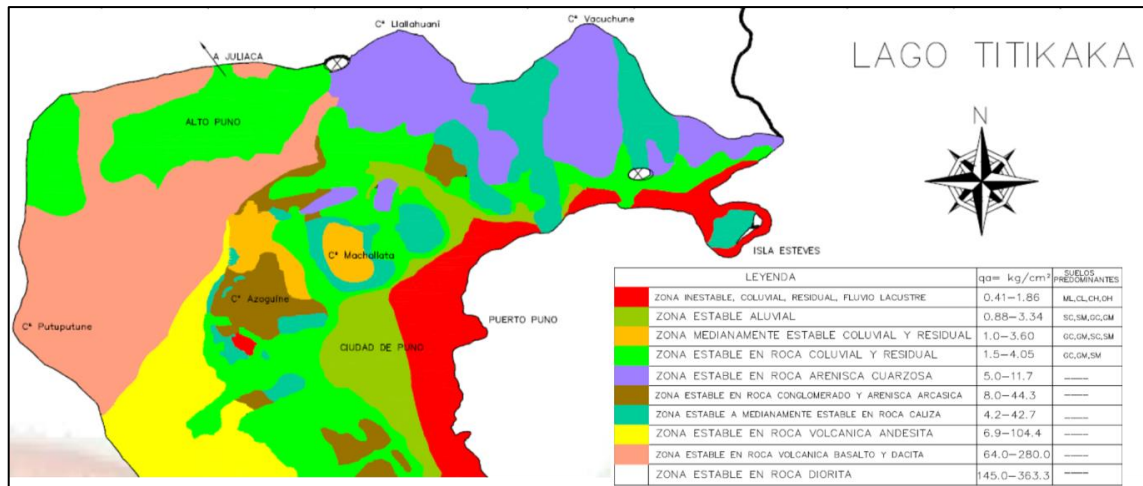 Cº Llallahuani
Cº Vacuchune
A JULIACA
LAGO TITIKAKA
N
ALTO PUNO
ISLA ESTEVES
Cº Machallata
Cº Azoguine
PUERTO PUNO
Cº Putuputune
CIUDAD DE PUNO
LEYENDA qa= kg/cm² SUELOS PREDOMINANTES
ZONA INESTABLE, COLUVIAL, RESIDUAL, FLUVIO LACUSTRE 0.41-1.86 ML,CL,CH,OH
ZONA ESTABLE ALUVIAL 0.88-3.34 SC,SM,GC,GM
ZONA MEDIANAMENTE ESTABLE COLUVIAL Y RESIDUAL 1.0-3.60 GC,GM,SC,SM
ZONA ESTABLE EN ROCA COLUVIAL Y RESIDUAL 1.5-4.05 GC,GM,SM
ZONA ESTABLE EN ROCA ARENISCA CUARZOSA 5.0-11.7 ----
ZONA ESTABLE EN ROCA CONGLOMERADO Y ARENISCA ARCASICA 8.0-44.3 ----
ZONA ESTABLE A MEDIANAMENTE ESTABLE EN ROCA CALIZA 4.2-42.7 ----
ZONA ESTABLE EN ROCA VOLCANICA ANDESITA 6.9-104.4 ----
ZONA ESTABLE EN ROCA VOLCANICA BASALTO Y DACITA 64.0-280.0 ----
ZONA ESTABLE EN ROCA DIORITA 145.0-363.3 ----